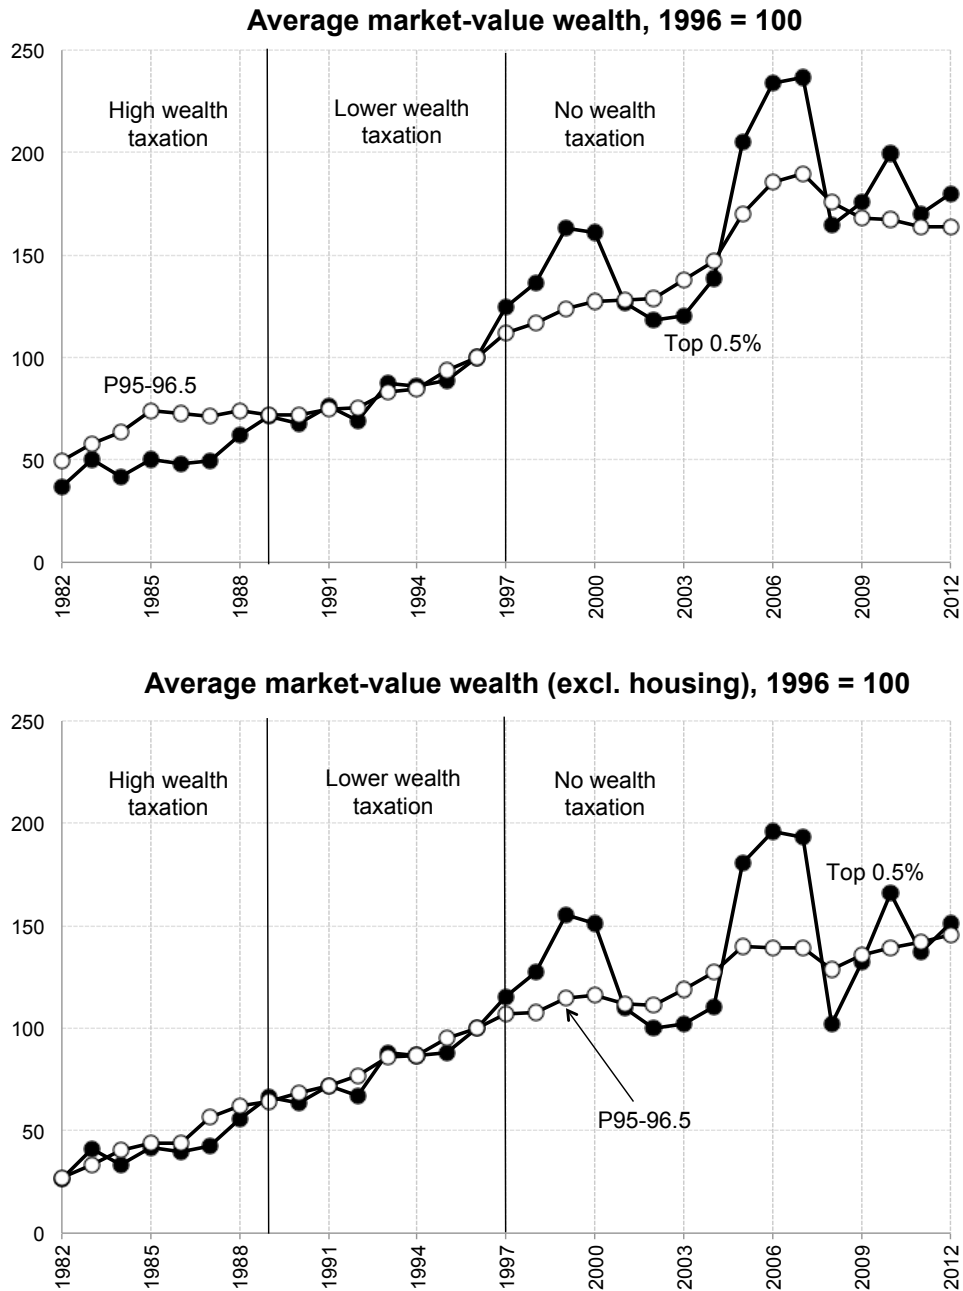 Average market-value wealth, 1996 = 100
250
200
150
100
50
0
High wealth
taxation
Lower wealth
taxation
No wealth
taxation
P95-96.5
Top 0.5%
1982
1985
1988
1991
1994
1997
2000
2003
2006
2009
2012
Average market-value wealth (excl. housing), 1996 = 100
250
200
150
100
50
0
High wealth
taxation
Lower wealth
taxation
No wealth
taxation
Top 0.5%
P95-96.5
1982
1985
1988
1991
1994
1997
2000
2003
2006
2009
2012